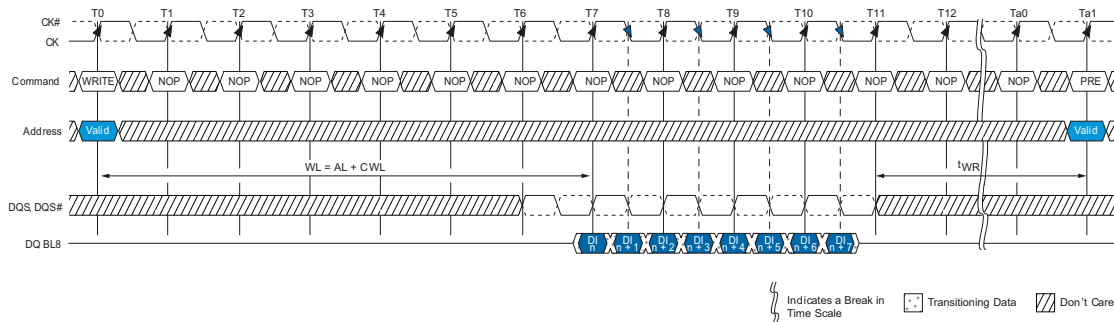 T0 T1 T2 T3 T4 T5 T6 T7 T8 T9 T10 T11 T12 Ta0 Ta1
CK#
CK
Command WRITE NOP NOP NOP NOP NOP NOP NOP NOP NOP NOP NOP NOP NOP PRE
Address Valid Valid
WL = AL + CWL tWR
DQS, DQS#
DQ BL8 DI n DI n + 1 DI n + 2 DI n + 3 DI n + 4 DI n + 5 DI n + 6 DI n + 7
Indicates a Break in Transitioning Data Don't Care
Time Scale